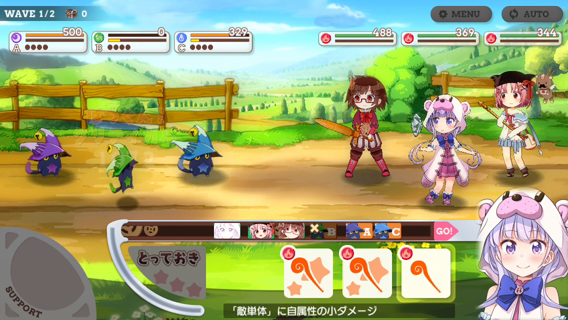 WAVE 1/2 0
MENU
AUTO
500
A
0
B
329
C
488
369
344
B A C GO!
とっておき
SUPPORT
「敵単体」に自属性の小ダメージ